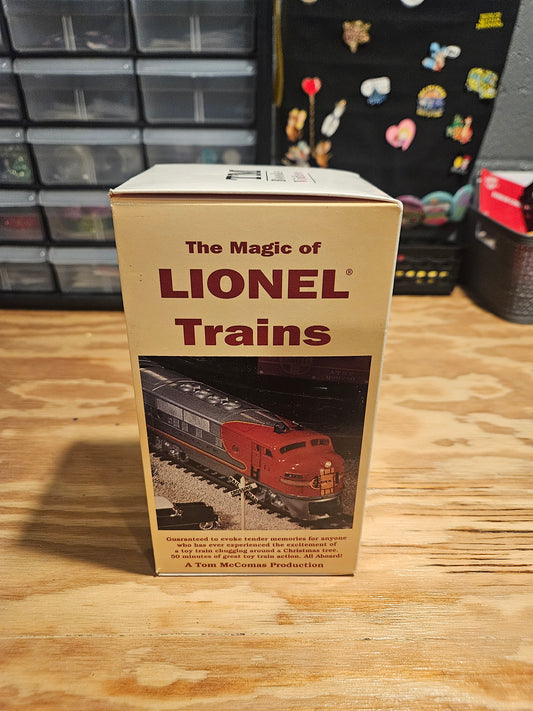 TM
The Magic of
LIONEL®
Trains
Guaranteed to evoke tender memories for anyone
who has ever experienced the excitement of
a toy train chugging around a Christmas tree.
50 minutes of great toy train action. All Aboard!
A Tom McComas Production